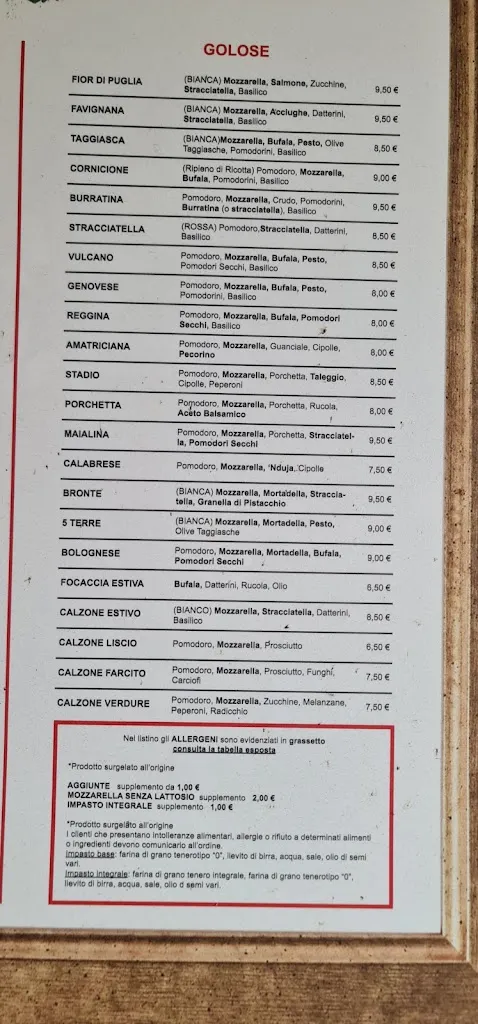 GOLOSE
FIOR DI PUGLIA (BIANCA) Mozzarella, Salmone, Zucchine, 9,50 €
Stracciatella, Basilico
FAVIGNANA (BIANCA) Mozzarella, Acciughe, Datterini, 9,50 €
Stracciatella, Basilico
TAGGIASCA (BIANCA)Mozzarella, Bufala, Pesto, Olive 8,50 €
Taggiasche, Pomodorini, Basilico
CORNICIONE (Ripieno di Ricotta) Pomodoro, Mozzarella, 9,00 €
Bufala, Pomodorini, Basilico
BURRATINA Pomodoro, Mozzarella, Crudo, Pomodorini, 9,50 €
Burratina (o stracciatella), Basilico
STRACCIATELLA (ROSSA) Pomodoro,Stracciatella, Datterini, 8,50 €
Basilico
VULCANO Pomodoro, Mozzarella, Bufala, Pesto, 8,50 €
Pomodori Secchi, Basilico
GENOVESE Pomodoro, Mozzarella, Bufala, Pesto, 8,00 €
Pomodorini, Basilico
REGGINA Pomodoro, Mozzarella, Bufala, Pomodori 8,00 €
Secchi, Basilico
AMATRICIANA Pomodoro, Mozzarella, Guanciale, Cipolle, 8,00 €
Pecorino
STADIO Pomodoro, Mozzarella, Porchetta, Taleggio, 8,50 €
Cipolle, Peperoni
PORCHETTA Pomodoro, Mozzarella, Porchetta, Rucola, 8,00 €
Aceto Balsamico
MAIALINA Pomodoro, Mozzarella, Porchetta, Stracciatel- 9,50 €
la, Pomodori Secchi
CALABRESE Pomodoro, Mozzarella, 'Nduja, Cipolle 7,50 €
BRONTE (BIANCA) Mozzarella, Mortadella, Straccia- 9,50 €
tella, Granella di Pistacchio
5 TERRE (BIANCA) Mozzarella, Mortadella, Pesto, 9,00 €
Olive Taggiasche
BOLOGNESE Pomodoro, Mozzarella, Mortadella, Bufala, 9,00 €
Pomodori Secchi
FOCACCIA ESTIVA Bufala, Datterini, Rucola, Olio 6,50 €
CALZONE ESTIVO (BIANCO) Mozzarella, Stracciatella, Datterini, 8,50 €
Basilico
CALZONE LISCIO Pomodoro, Mozzarella, Prosciutto 6,50 €
CALZONE FARCITO Pomodoro, Mozzarella, Prosciutto, Funghi, 7,50 €
Carciofi
CALZONE VERDURE Pomodoro, Mozzarella, Zucchine, Melanzane, 7,50 €
Peperoni, Radicchio
Nel listino gli ALLERGENI sono evidenziati in grassetto
consulta la tabella esposta
*Prodotto surgelato all'origine
AGGIUNTE supplemento da 1,00 €
MOZZARELLA SENZA LATTOSIO supplemento 2,00 €
IMPASTO INTEGRALE supplemento 1,00 €
*Prodotto surgelato all'origine
I clienti che presentano intolleranze alimentari, allergie o rifiuto a determinati alimenti
o ingredienti devono comunicarlo all'ordine.
Impasto base: farina di grano tenerotipo "0", lievito di birra, acqua, sale, olio di semi
vari.
Impasto integrale: farina di grano tenero integrale, farina di grano tenerotipo "0",
lievito di birra, acqua, sale, olio d semi vari.